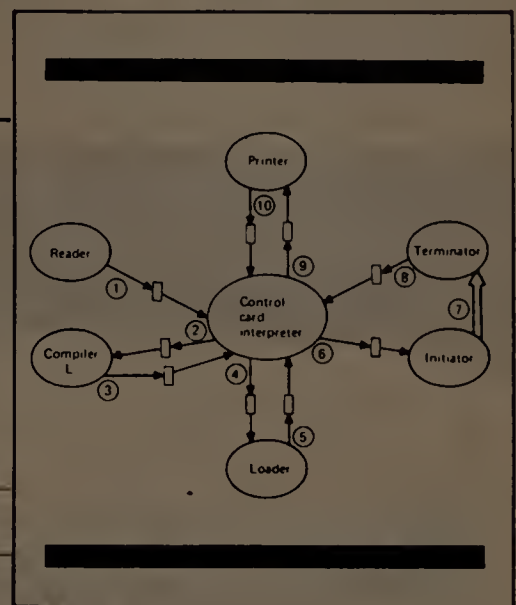 Printer
10
Reader
Terminator
1
9
8
Control
card
interpreter
7
2
Compiler
L
6
Initiator
3
4
5
Loader